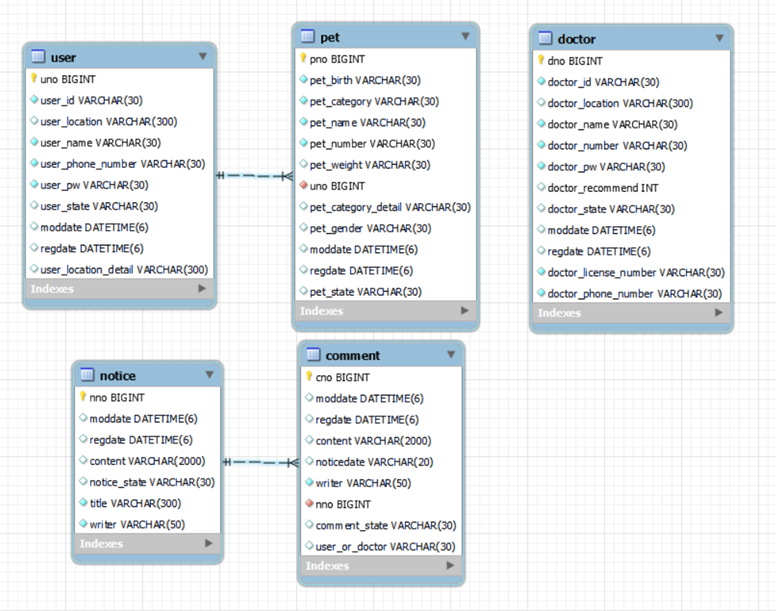 user
uno BIGINT
user_id VARCHAR(30)
user_location VARCHAR(300)
user_name VARCHAR(30)
user_phone_number VARCHAR(30)
user_pw VARCHAR(30)
user_state VARCHAR(30)
moddate DATETIME(6)
regdate DATETIME(6)
user_location_detail VARCHAR(300)
Indexes
pet
pno BIGINT
pet_birth VARCHAR(30)
pet_category VARCHAR(30)
pet_name VARCHAR(30)
pet_number VARCHAR(30)
pet_weight VARCHAR(30)
uno BIGINT
pet_category_detail VARCHAR(30)
pet_gender VARCHAR(30)
moddate DATETIME(6)
regdate DATETIME(6)
pet_state VARCHAR(30)
Indexes
doctor
dno BIGINT
doctor_id VARCHAR(30)
doctor_location VARCHAR(300)
doctor_name VARCHAR(30)
doctor_number VARCHAR(30)
doctor_pw VARCHAR(30)
doctor_recommend INT
doctor_state VARCHAR(30)
moddate DATETIME(6)
regdate DATETIME(6)
doctor_license_number VARCHAR(30)
doctor_phone_number VARCHAR(30)
Indexes
notice
nno BIGINT
moddate DATETIME(6)
regdate DATETIME(6)
content VARCHAR(2000)
notice_state VARCHAR(30)
title VARCHAR(300)
writer VARCHAR(50)
Indexes
comment
cno BIGINT
moddate DATETIME(6)
regdate DATETIME(6)
content VARCHAR(2000)
noticedate VARCHAR(20)
writer VARCHAR(50)
nno BIGINT
comment_state VARCHAR(30)
user_or_doctor VARCHAR(30)
Indexes